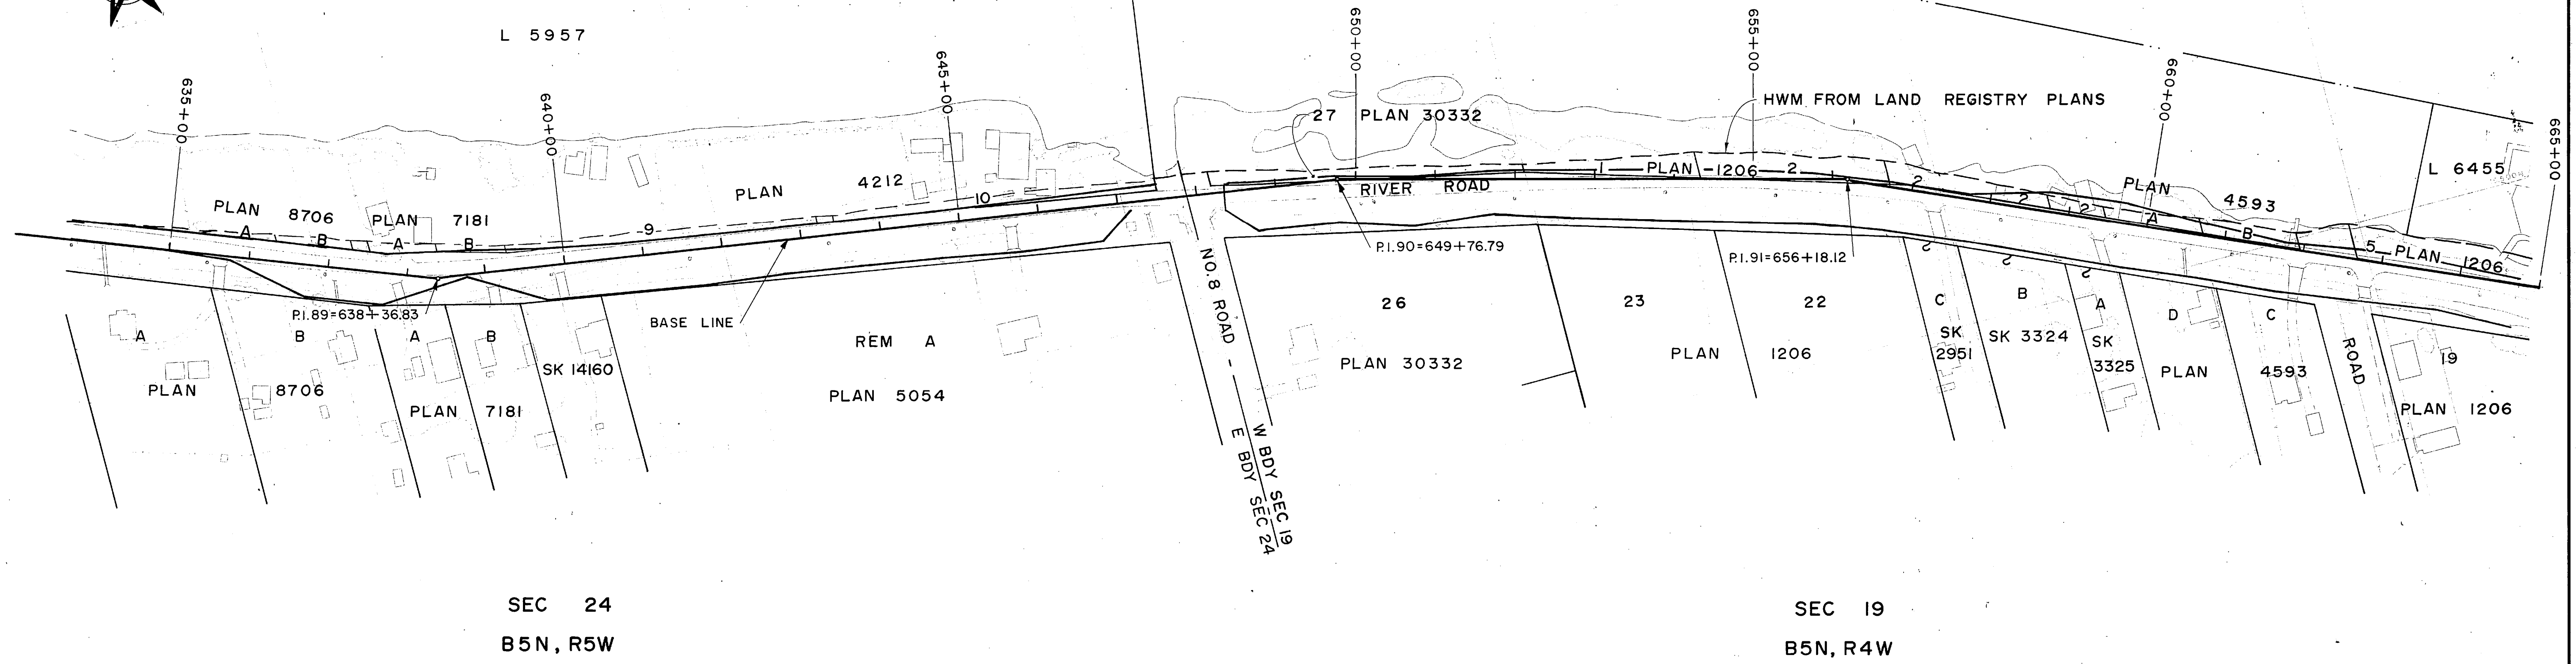 L 5957
635+00
640+00
645+00
650+00
655+00
660+00
665+00
HWM FROM LAND REGISTRY PLANS
27 PLAN 30332
L 6455
PLAN 8706
A B
PLAN 7181
A B
9
PLAN 4212
10
RIVER ROAD
1 PLAN 1206 2
2
2
2
PLAN 4593
A
B
5 PLAN 1206
P.I.89=638+36.83
BASE LINE
P.I.90=649+76.79
P.I.91=656+18.12
NO.8 ROAD
W BDY SEC 19
E BDY SEC 24
A
B
PLAN 8706
A
B
PLAN 7181
SK 14160
REM A
PLAN 5054
26
PLAN 30332
23
22
PLAN 1206
C
SK
2951
B
SK 3324
A
SK
3325
D
C
PLAN 4593
ROAD
19
PLAN 1206
SEC 24
B5N, R5W
SEC 19
B5N, R4W